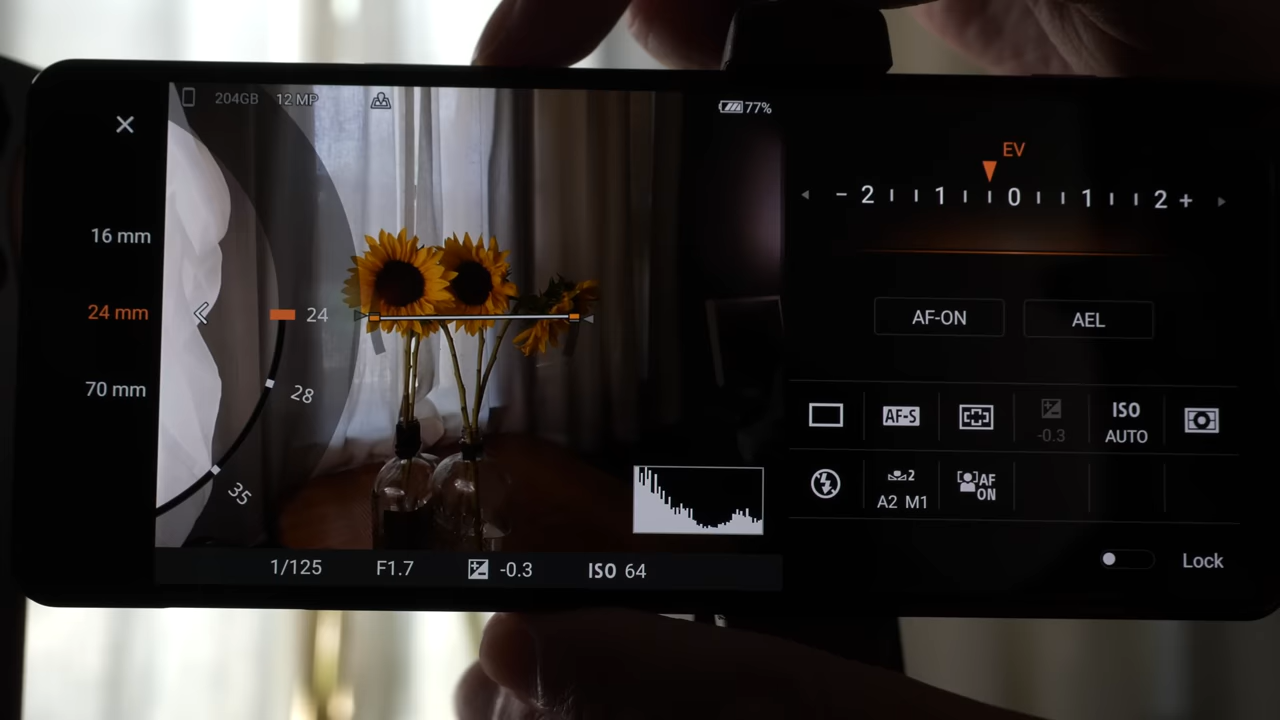 204GB 12 MP
77%
16 mm
24 mm
70 mm
24
28
35
1/125 F1.7 -0.3 ISO 64
EV
− 2 1 0 1 2 +
AF-ON AEL
AF-S -0.3 ISO AUTO
2 A2 M1 AF ON
Lock